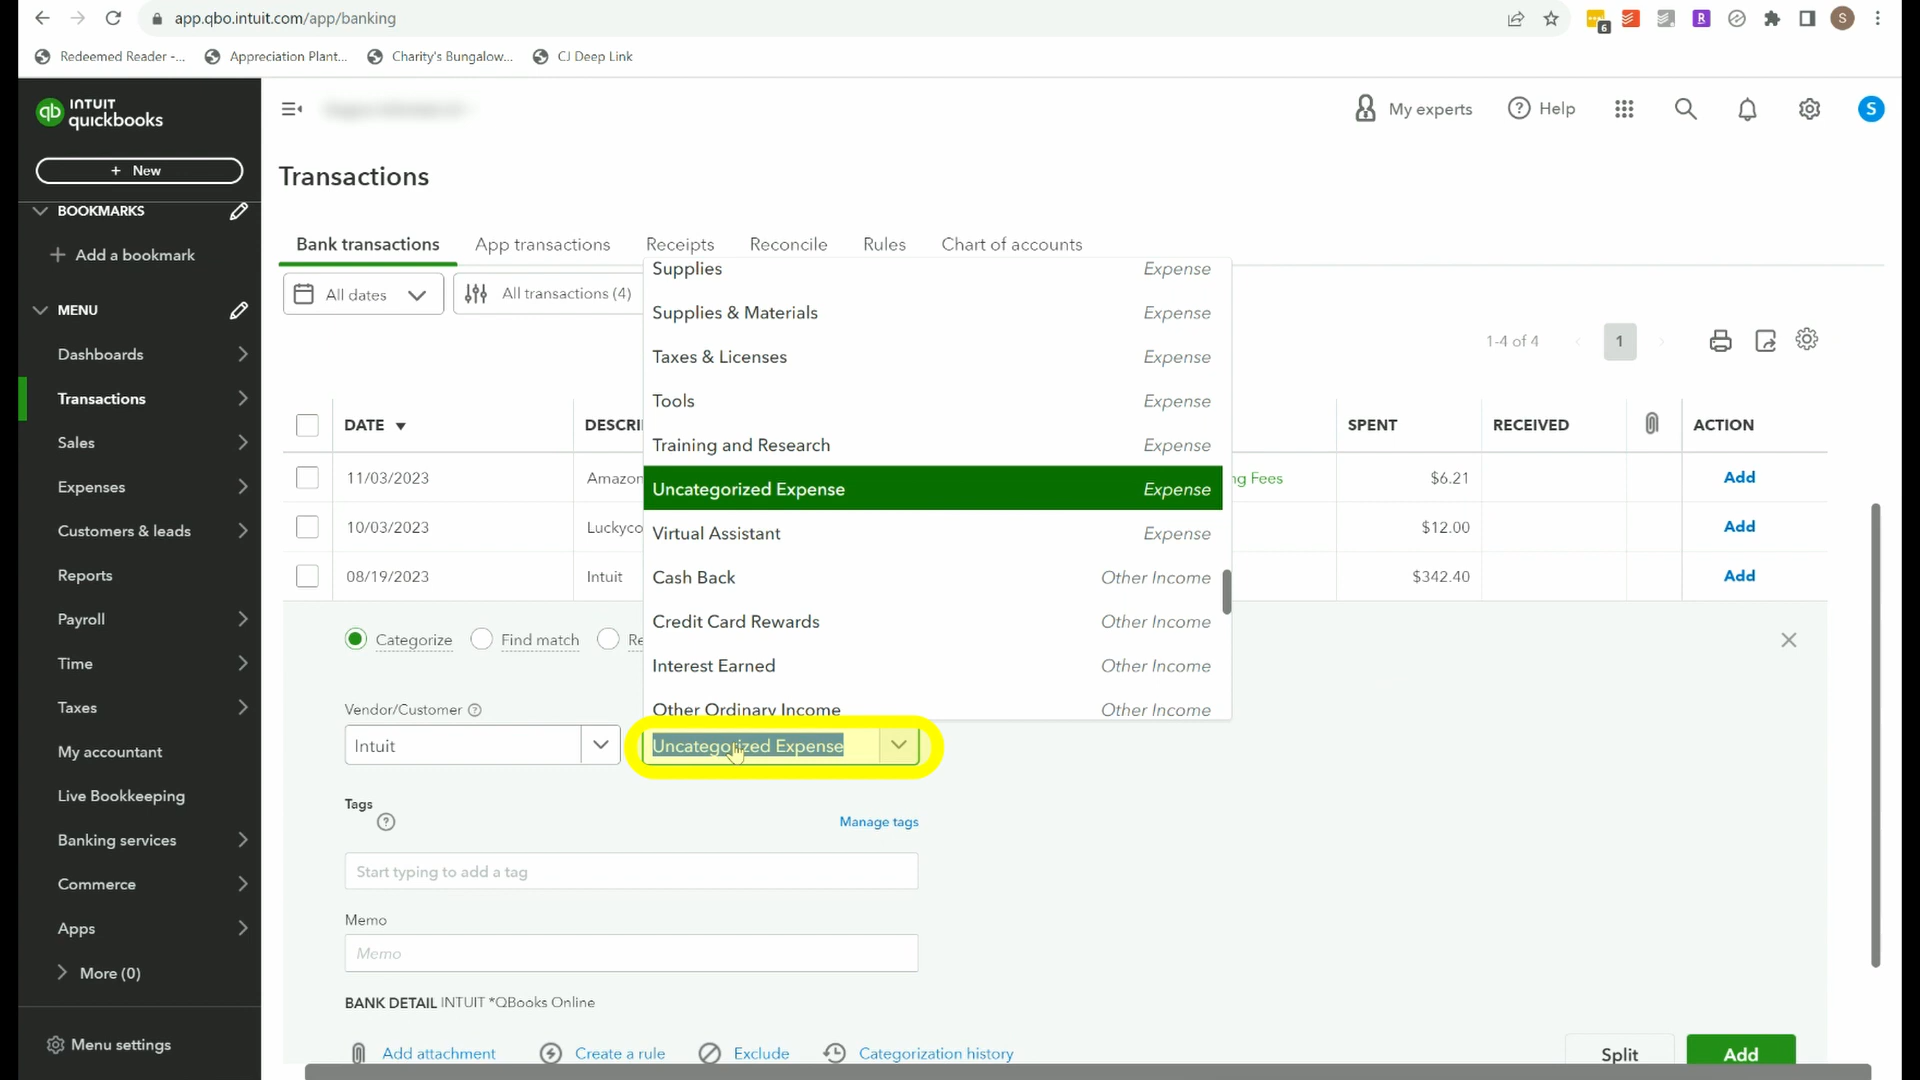 app.qbo.intuit.com/app/banking
6
R
S
Redeemed Reader -...
Appreciation Plant...
Charity's Bungalow...
CJ Deep Link
qb INTUIT quickbooks
My experts
Help
S
+ New
Transactions
BOOKMARKS
Add a bookmark
Bank transactions
App transactions
Receipts
Reconcile
Rules
Chart of accounts
All dates
All transactions (4)
MENU
Dashboards
Transactions
Sales
Expenses
Customers & leads
Reports
Payroll
Time
Taxes
My accountant
Live Bookkeeping
Banking services
Commerce
Apps
More (0)
Menu settings
Supplies Expense
Supplies & Materials Expense
Taxes & Licenses Expense
Tools Expense
Training and Research Expense
Uncategorized Expense Expense
Virtual Assistant Expense
Cash Back Other Income
Credit Card Rewards Other Income
Interest Earned Other Income
Other Ordinary Income Other Income
1-4 of 4
1
DATE DESCRI SPENT RECEIVED ACTION
11/03/2023 Amazon ng Fees $6.21 Add
10/03/2023 Luckyco $12.00 Add
08/19/2023 Intuit $342.40 Add
Categorize
Find match
Re
Vendor/Customer
Intuit
Uncategorized Expense
Tags
Manage tags
Start typing to add a tag
Memo
Memo
BANK DETAIL INTUIT *QBooks Online
Add attachment
Create a rule
Exclude
Categorization history
Split
Add